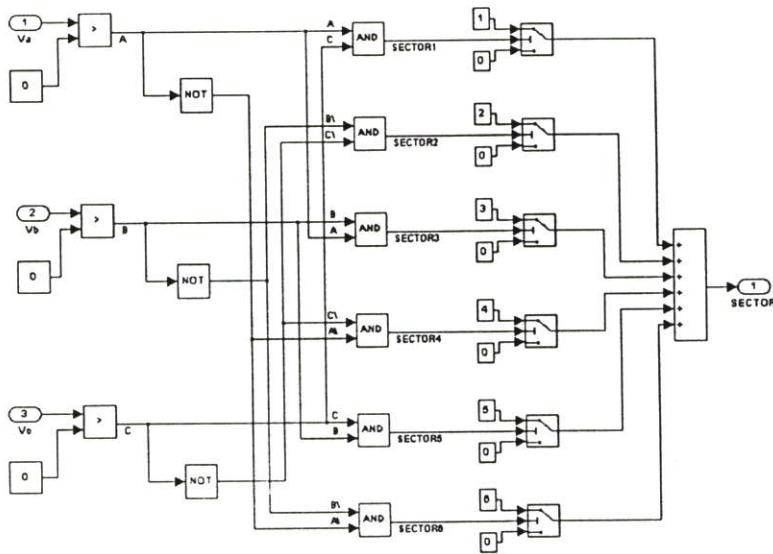 1
Va
>
A
0
NOT
A
C
AND
SECTOR1
1
0
B\
C\
AND
SECTOR2
2
0
2
Vb
>
B
0
NOT
B
A
AND
SECTOR3
3
0
C\
A\
AND
SECTOR4
4
0
1
SECTOR
3
Vc
>
C
0
NOT
C
B
AND
SECTOR5
5
0
B\
A\
AND
SECTOR6
6
0
+
+
+
+
+
+